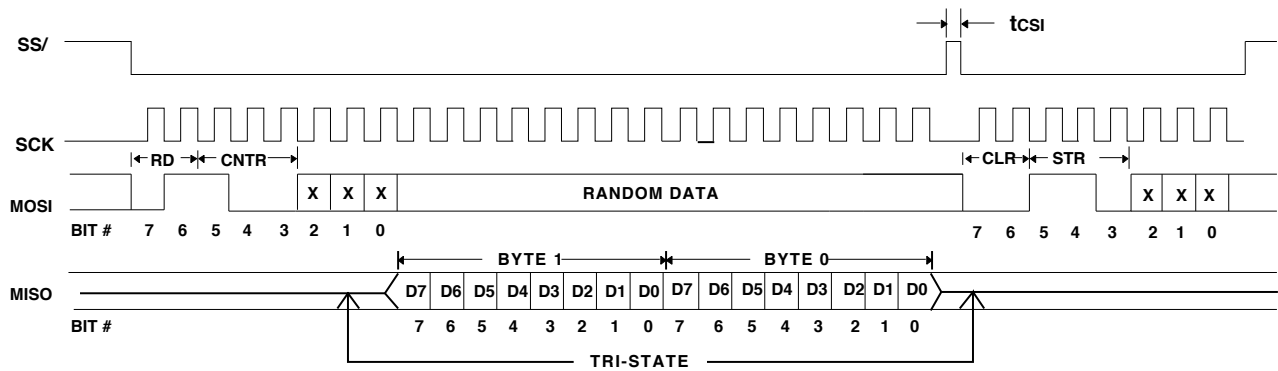 SS/ tCSI
SCK
RD CNTR CLR STR
MOSI X X X RANDOM DATA X X X
BIT # 7 6 5 4 3 2 1 0 7 6 5 4 3 2 1 0
BYTE 1 BYTE 0
MISO D7 D6 D5 D4 D3 D2 D1 D0 D7 D6 D5 D4 D3 D2 D1 D0
BIT # 7 6 5 4 3 2 1 0 7 6 5 4 3 2 1 0
TRI-STATE